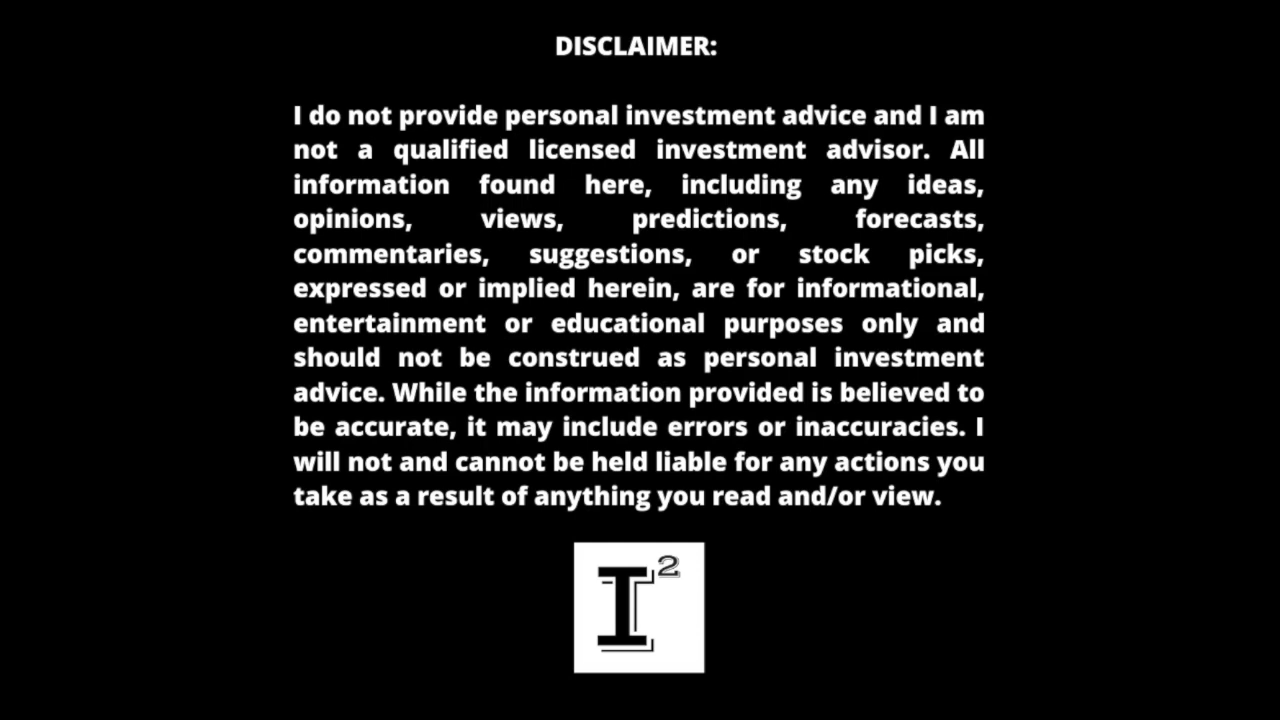 DISCLAIMER:
I do not provide personal investment advice and I am
not a qualified licensed investment advisor. All
information found here, including any ideas,
opinions, views, predictions, forecasts,
commentaries, suggestions, or stock picks,
expressed or implied herein, are for informational,
entertainment or educational purposes only and
should not be construed as personal investment
advice. While the information provided is believed to
be accurate, it may include errors or inaccuracies. I
will not and cannot be held liable for any actions you
take as a result of anything you read and/or view.
I²